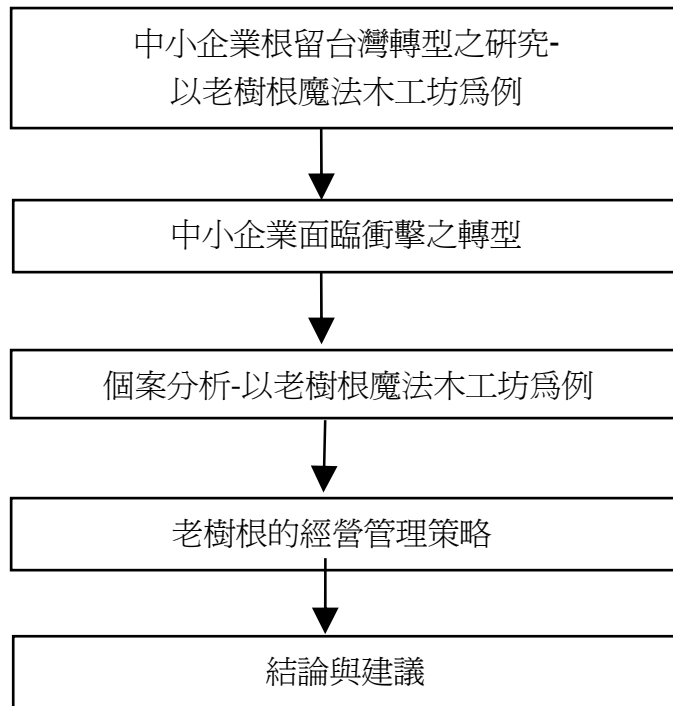 中小企業根留台灣轉型之研究-
以老樹根魔法木工坊為例
中小企業面臨衝擊之轉型
個案分析-以老樹根魔法木工坊為例
老樹根的經營管理策略
結論與建議